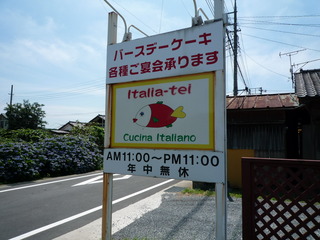 バースデーケーキ
各種ご宴会承ります
Italia-tei
Cucina Italiano
AM11:00～PM11:00
年中無休